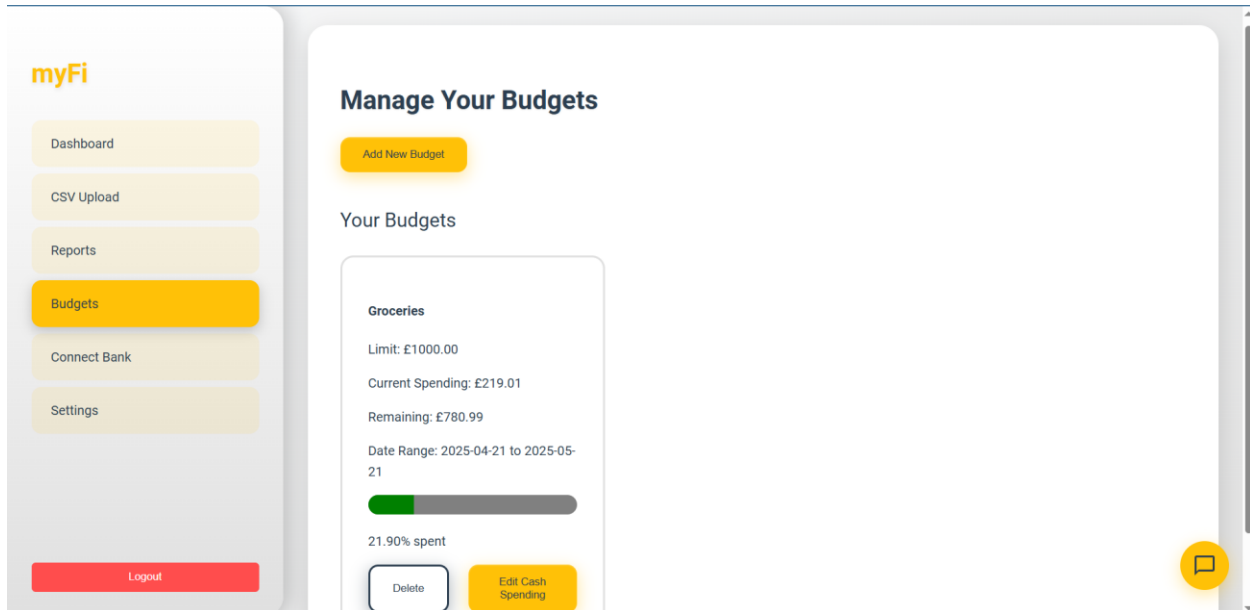 myFi
Dashboard
CSV Upload
Reports
Budgets
Connect Bank
Settings
Logout
Manage Your Budgets
Add New Budget
Your Budgets
Groceries
Limit: £1000.00
Current Spending: £219.01
Remaining: £780.99
Date Range: 2025-04-21 to 2025-05-
21
21.90% spent
Delete
Edit Cash
Spending